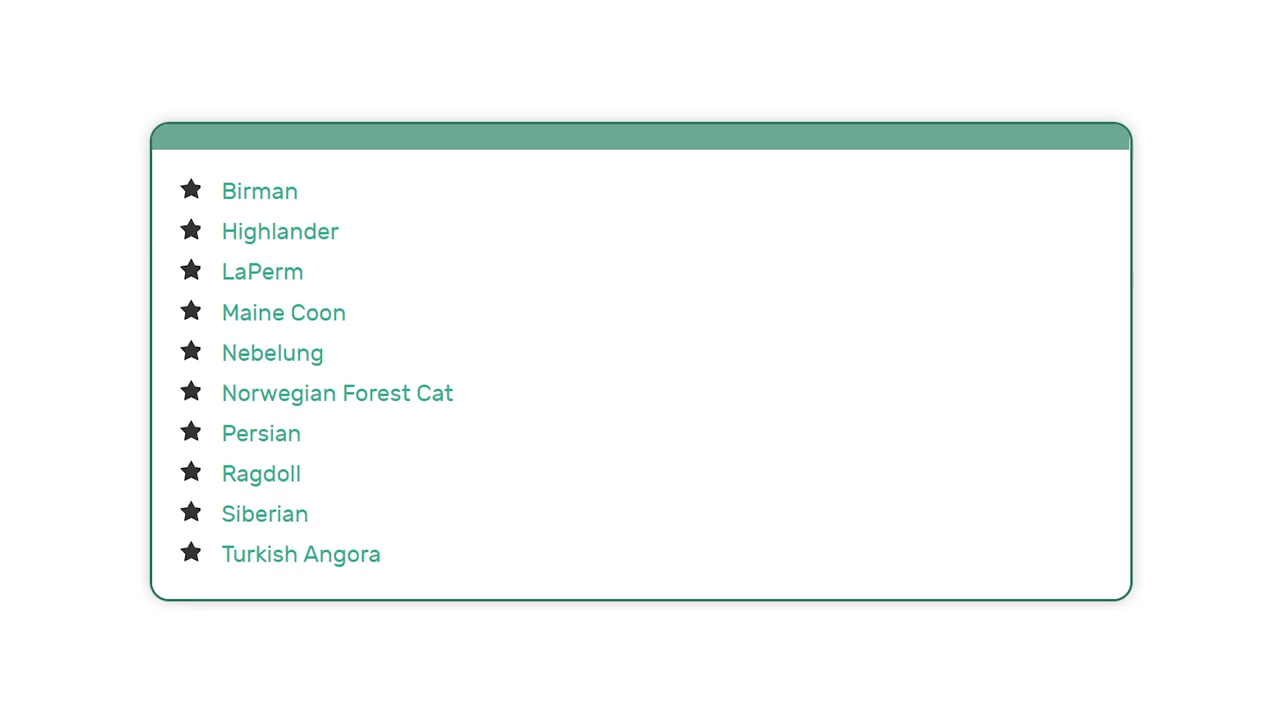 Birman
Highlander
LaPerm
Maine Coon
Nebelung
Norwegian Forest Cat
Persian
Ragdoll
Siberian
Turkish Angora